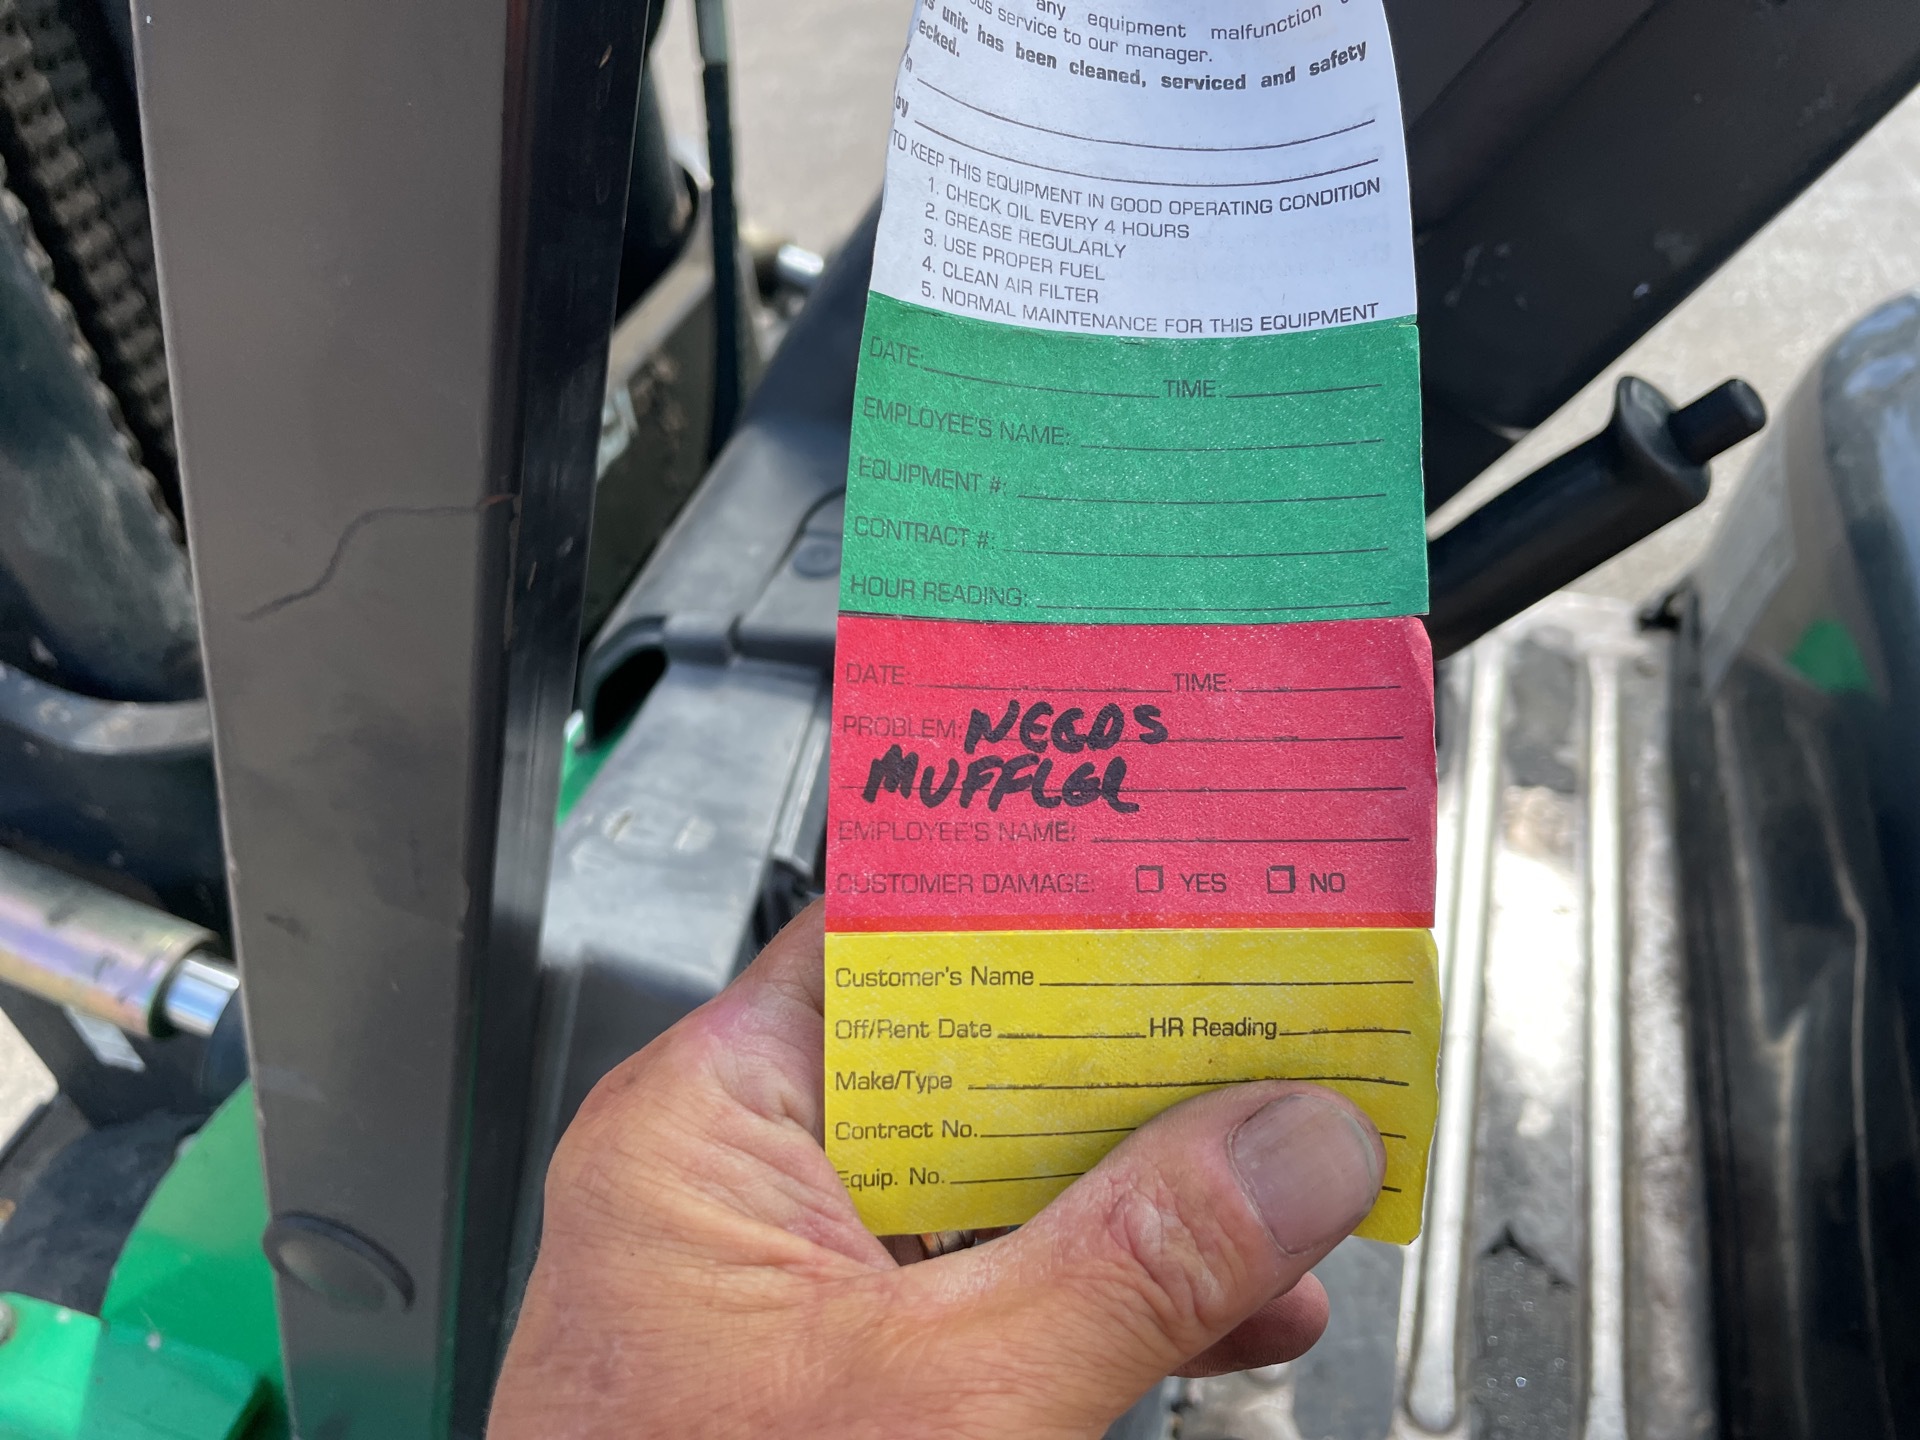 any equipment malfunction
ous service to our manager.
unit has been cleaned, serviced and safety
ecked.
by
TO KEEP THIS EQUIPMENT IN GOOD OPERATING CONDITION
1. CHECK OIL EVERY 4 HOURS
2. GREASE REGULARLY
3. USE PROPER FUEL
4. CLEAN AIR FILTER
5. NORMAL MAINTENANCE FOR THIS EQUIPMENT
DATE: TIME:
EMPLOYEE'S NAME:
EQUIPMENT #:
CONTRACT #:
HOUR READING:
DATE: TIME:
PROBLEM: NEEDS
MUFFLER
EMPLOYEE'S NAME:
CUSTOMER DAMAGE: YES NO
Customer's Name
Off/Rent Date HR Reading
Make/Type
Contract No.
Equip. No.